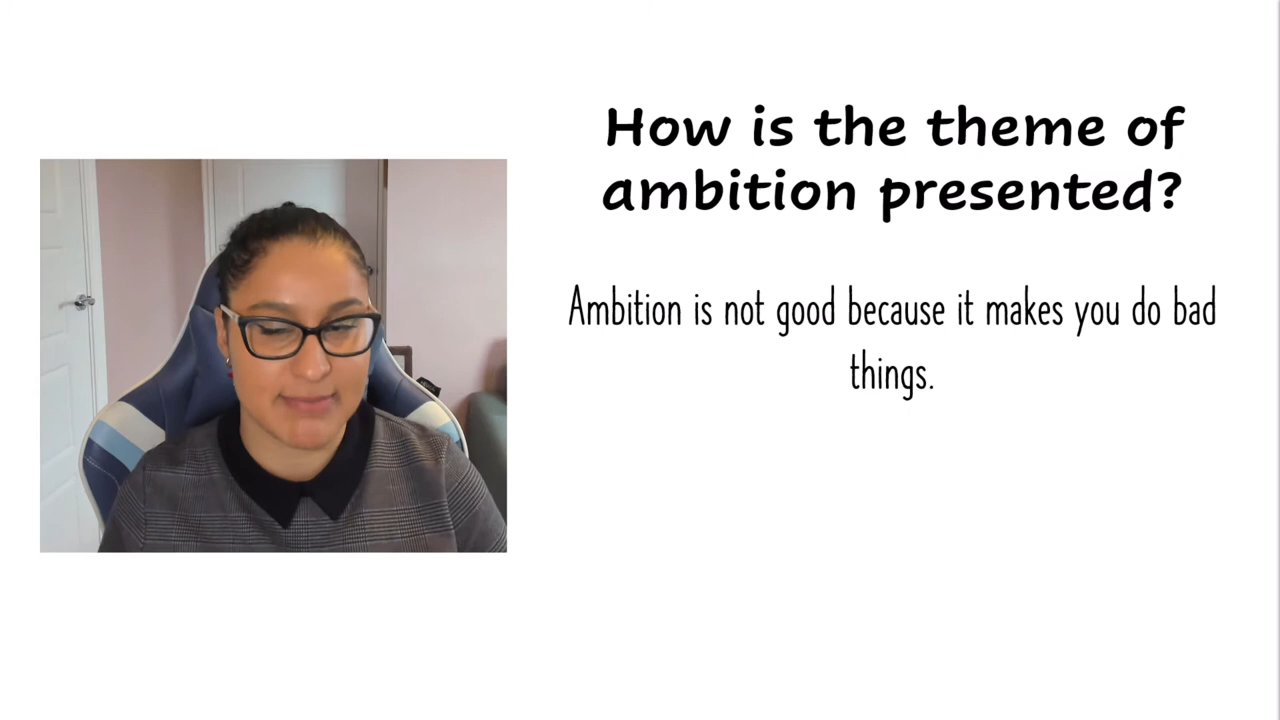 How is the theme of
ambition presented?
Ambition is not good because it makes you do bad
things.